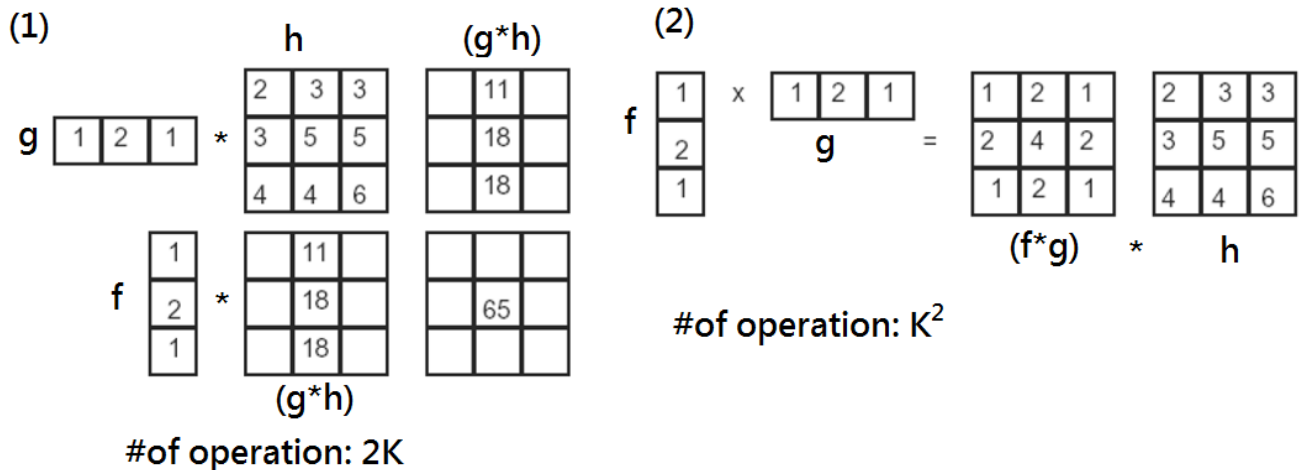 (1)
h (g*h)
2 3 3 11
g 1 2 1 * 3 5 5 18
4 4 6 18
1 11
f 2 * 18 65
1 18
(g*h)
#of operation: 2K
(2)
1 x 1 2 1 1 2 1 2 3 3
f 2 g = 2 4 2 3 5 5
1 1 2 1 4 4 6
(f*g) * h
#of operation: K²